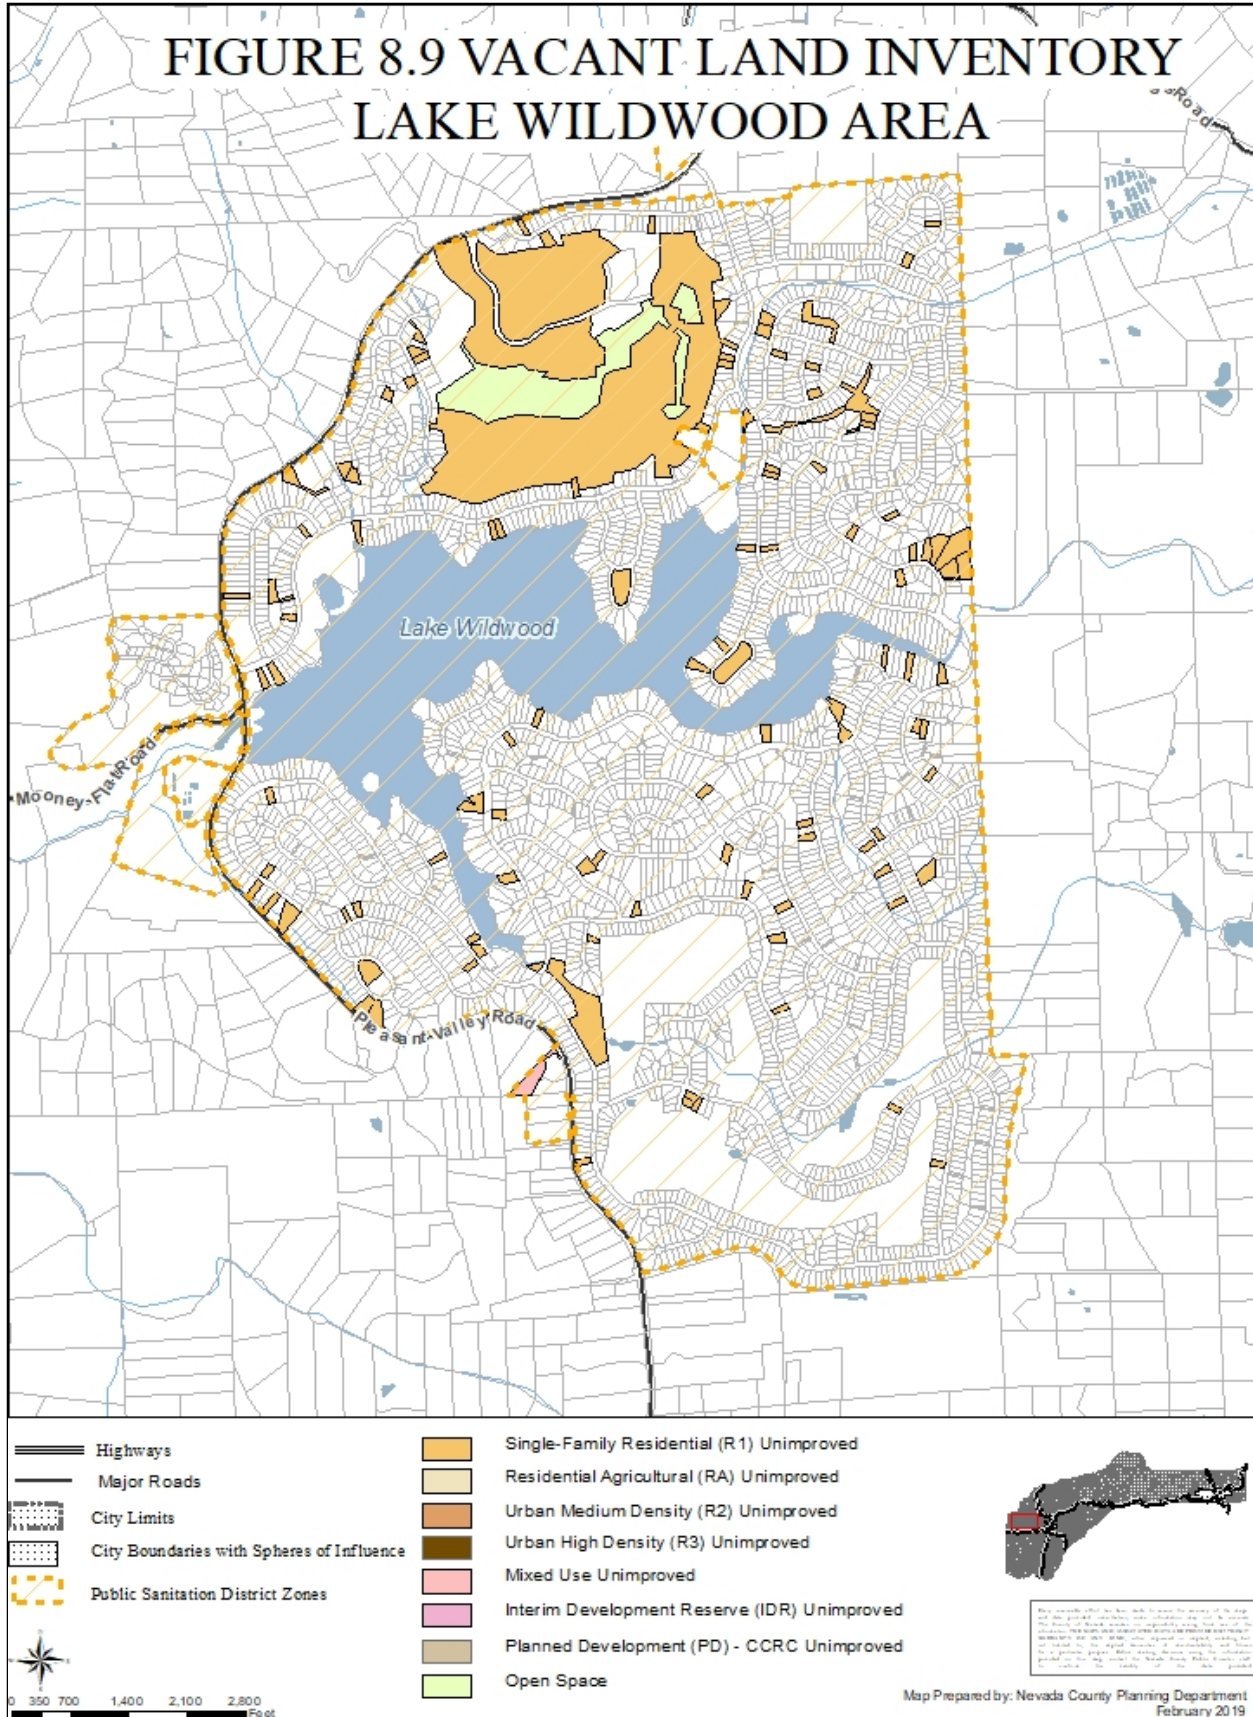 FIGURE 8.9 VACANT LAND INVENTORY
LAKE WILDWOOD AREA
Road
Lake Wildwood
Mooney-Flat Road
Pleasant-Valley Road
Highways
Major Roads
City Limits
City Boundaries with Spheres of Influence
Public Sanitation District Zones
Single-Family Residential (R1) Unimproved
Residential Agricultural (RA) Unimproved
Urban Medium Density (R2) Unimproved
Urban High Density (R3) Unimproved
Mixed Use Unimproved
Interim Development Reserve (IDR) Unimproved
Planned Development (PD) - CCRC Unimproved
Open Space
0 350 700 1,400 2,100 2,800
Feet
Map Prepared by: Nevada County Planning Department
February 2019